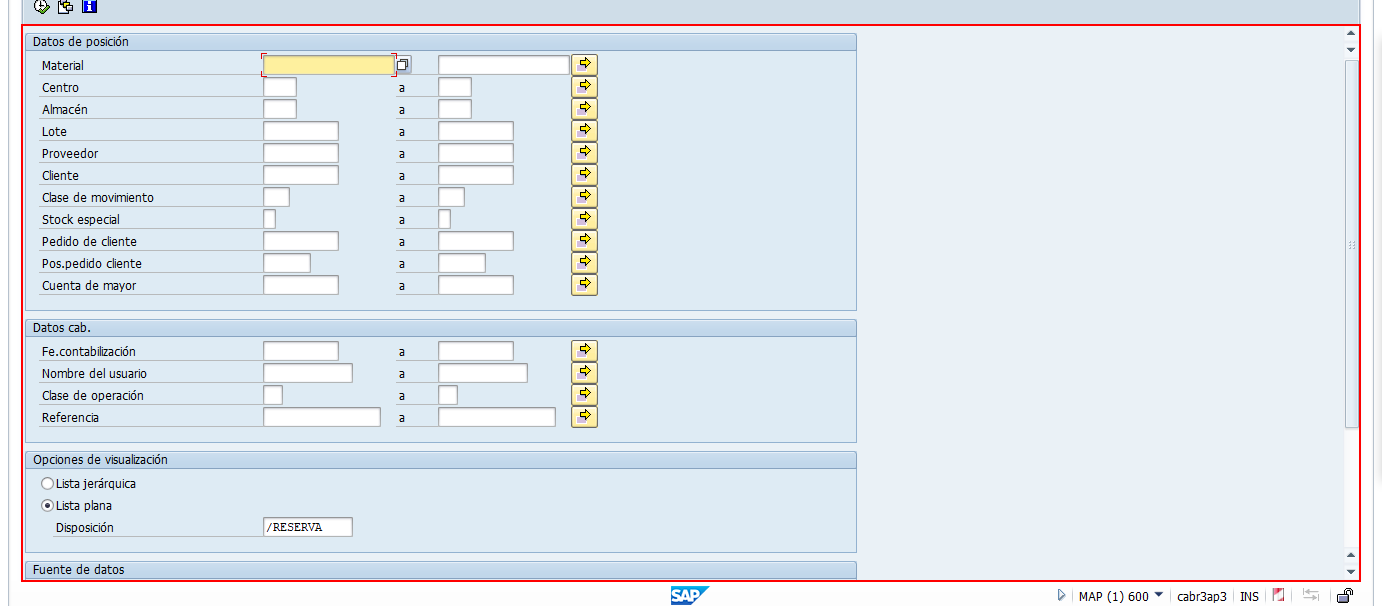 Datos de posición
Material
Centro a
Almacén a
Lote a
Proveedor a
Cliente a
Clase de movimiento a
Stock especial a
Pedido de cliente a
Pos.pedido cliente a
Cuenta de mayor a
Datos cab.
Fe.contabilización a
Nombre del usuario a
Clase de operación a
Referencia a
Opciones de visualización
Lista jerárquica
Lista plana
Disposición /RESERVA
Fuente de datos
SAP MAP (1) 600 cabr3ap3 INS